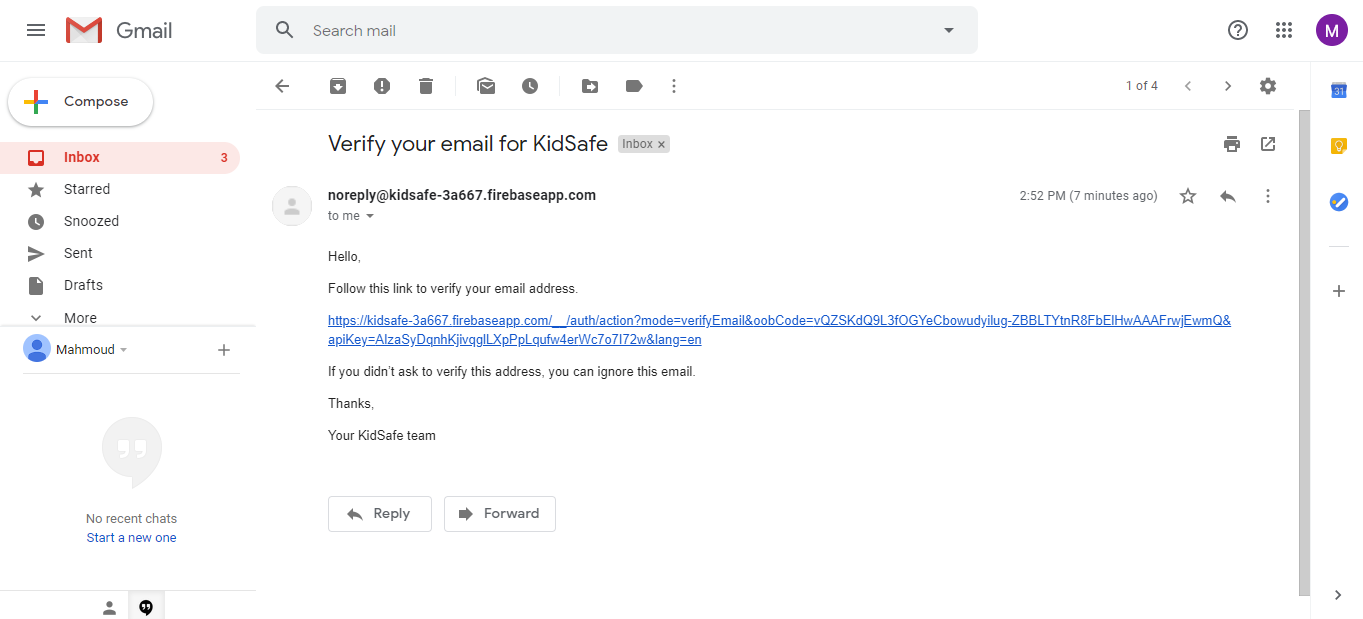 Gmail
Search mail
M
Compose
1 of 4
31
Inbox 3
Starred
Snoozed
Sent
Drafts
More
Mahmoud
No recent chats
Start a new one
Verify your email for KidSafe Inbox x
noreply@kidsafe-3a667.firebaseapp.com 2:52 PM (7 minutes ago)
to me
Hello,
Follow this link to verify your email address.
https://kidsafe-3a667.firebaseapp.com/__/auth/action?mode=verifyEmail&oobCode=vQZSKdQ9L3fOGYeCbowudyilug-ZBBLTYtnR8FbEIHwAAAFrwjEwmQ&
apiKey=AIzaSyDqnhKjivqglLXpPpLqufw4erWc7o7I72w&lang=en
If you didn't ask to verify this address, you can ignore this email.
Thanks,
Your KidSafe team
Reply Forward